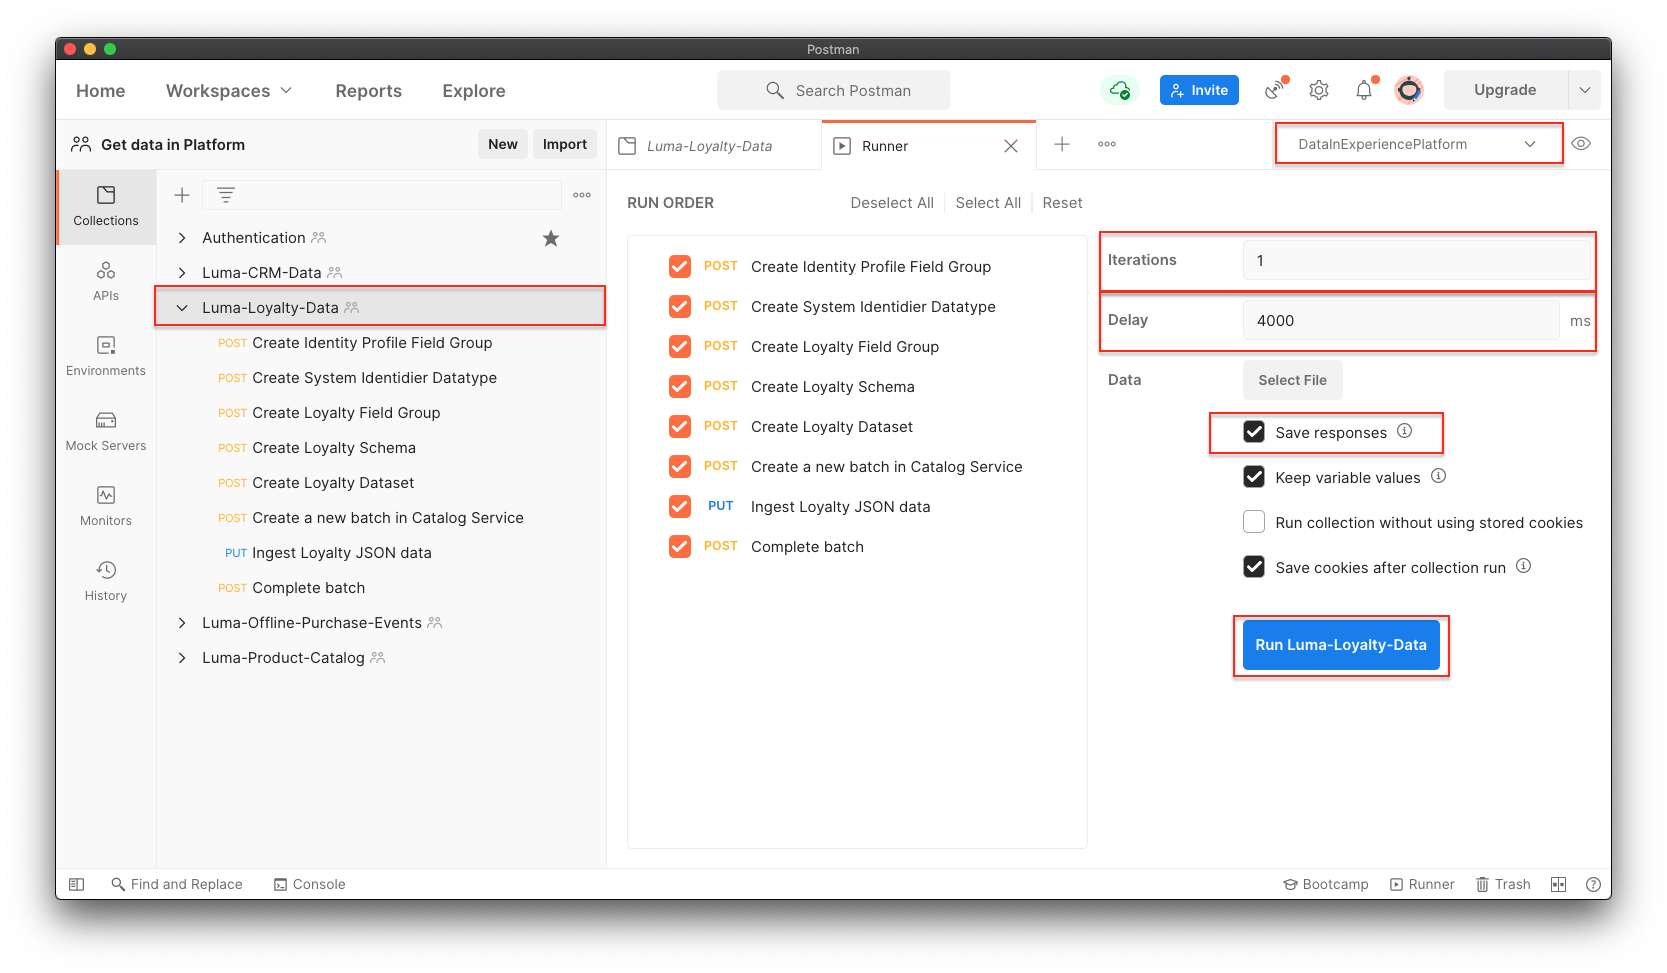 Postman
Home Workspaces Reports Explore Search Postman Invite Upgrade
Get data in Platform New Import
Luma-Loyalty-Data Runner DataInExperiencePlatform
Collections
APIs
Environments
Mock Servers
Monitors
History
Authentication
Luma-CRM-Data
Luma-Loyalty-Data
POST Create Identity Profile Field Group
POST Create System Identidier Datatype
POST Create Loyalty Field Group
POST Create Loyalty Schema
POST Create Loyalty Dataset
POST Create a new batch in Catalog Service
PUT Ingest Loyalty JSON data
POST Complete batch
Luma-Offline-Purchase-Events
Luma-Product-Catalog
RUN ORDER Deselect All Select All Reset
POST Create Identity Profile Field Group
POST Create System Identidier Datatype
POST Create Loyalty Field Group
POST Create Loyalty Schema
POST Create Loyalty Dataset
POST Create a new batch in Catalog Service
PUT Ingest Loyalty JSON data
POST Complete batch
Iterations 1
Delay 4000 ms
Data Select File
Save responses
Keep variable values
Run collection without using stored cookies
Save cookies after collection run
Run Luma-Loyalty-Data
Find and Replace Console Bootcamp Runner Trash